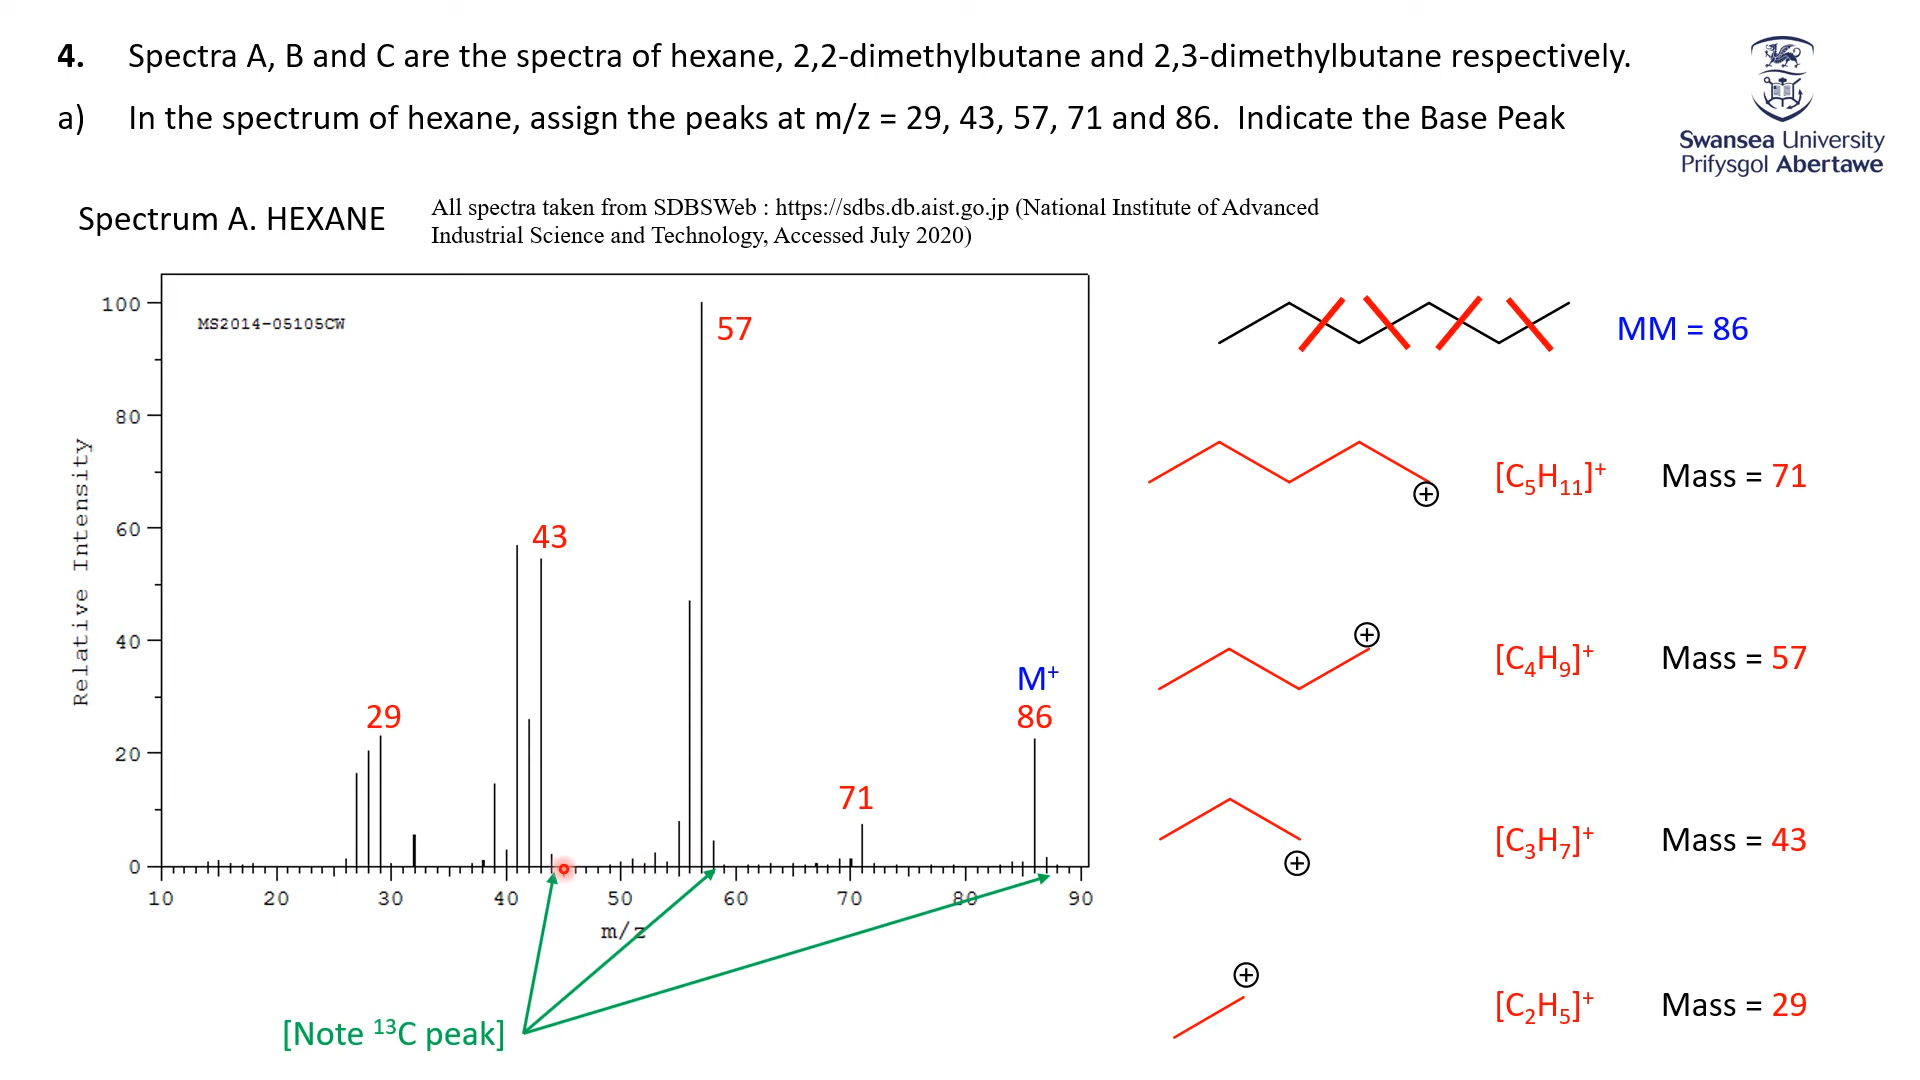 4. Spectra A, B and C are the spectra of hexane, 2,2-dimethylbutane and 2,3-dimethylbutane respectively.
a) In the spectrum of hexane, assign the peaks at m/z = 29, 43, 57, 71 and 86. Indicate the Base Peak
Swansea University
Prifysgol Abertawe
Spectrum A. HEXANE
All spectra taken from SDBSWeb : https://sdbs.db.aist.go.jp (National Institute of Advanced
Industrial Science and Technology, Accessed July 2020)
MS2014-05105CW
Relative Intensity
100
80
60
40
20
0
57
43
M⁺
86
29
71
10 20 30 40 50 60 70 80 90
m/z
[Note ¹³C peak]
MM = 86
⊕
[C₅H₁₁]⁺ Mass = 71
⊕
[C₄H₉]⁺ Mass = 57
[C₃H₇]⁺ Mass = 43
⊕
⊕
[C₂H₅]⁺ Mass = 29